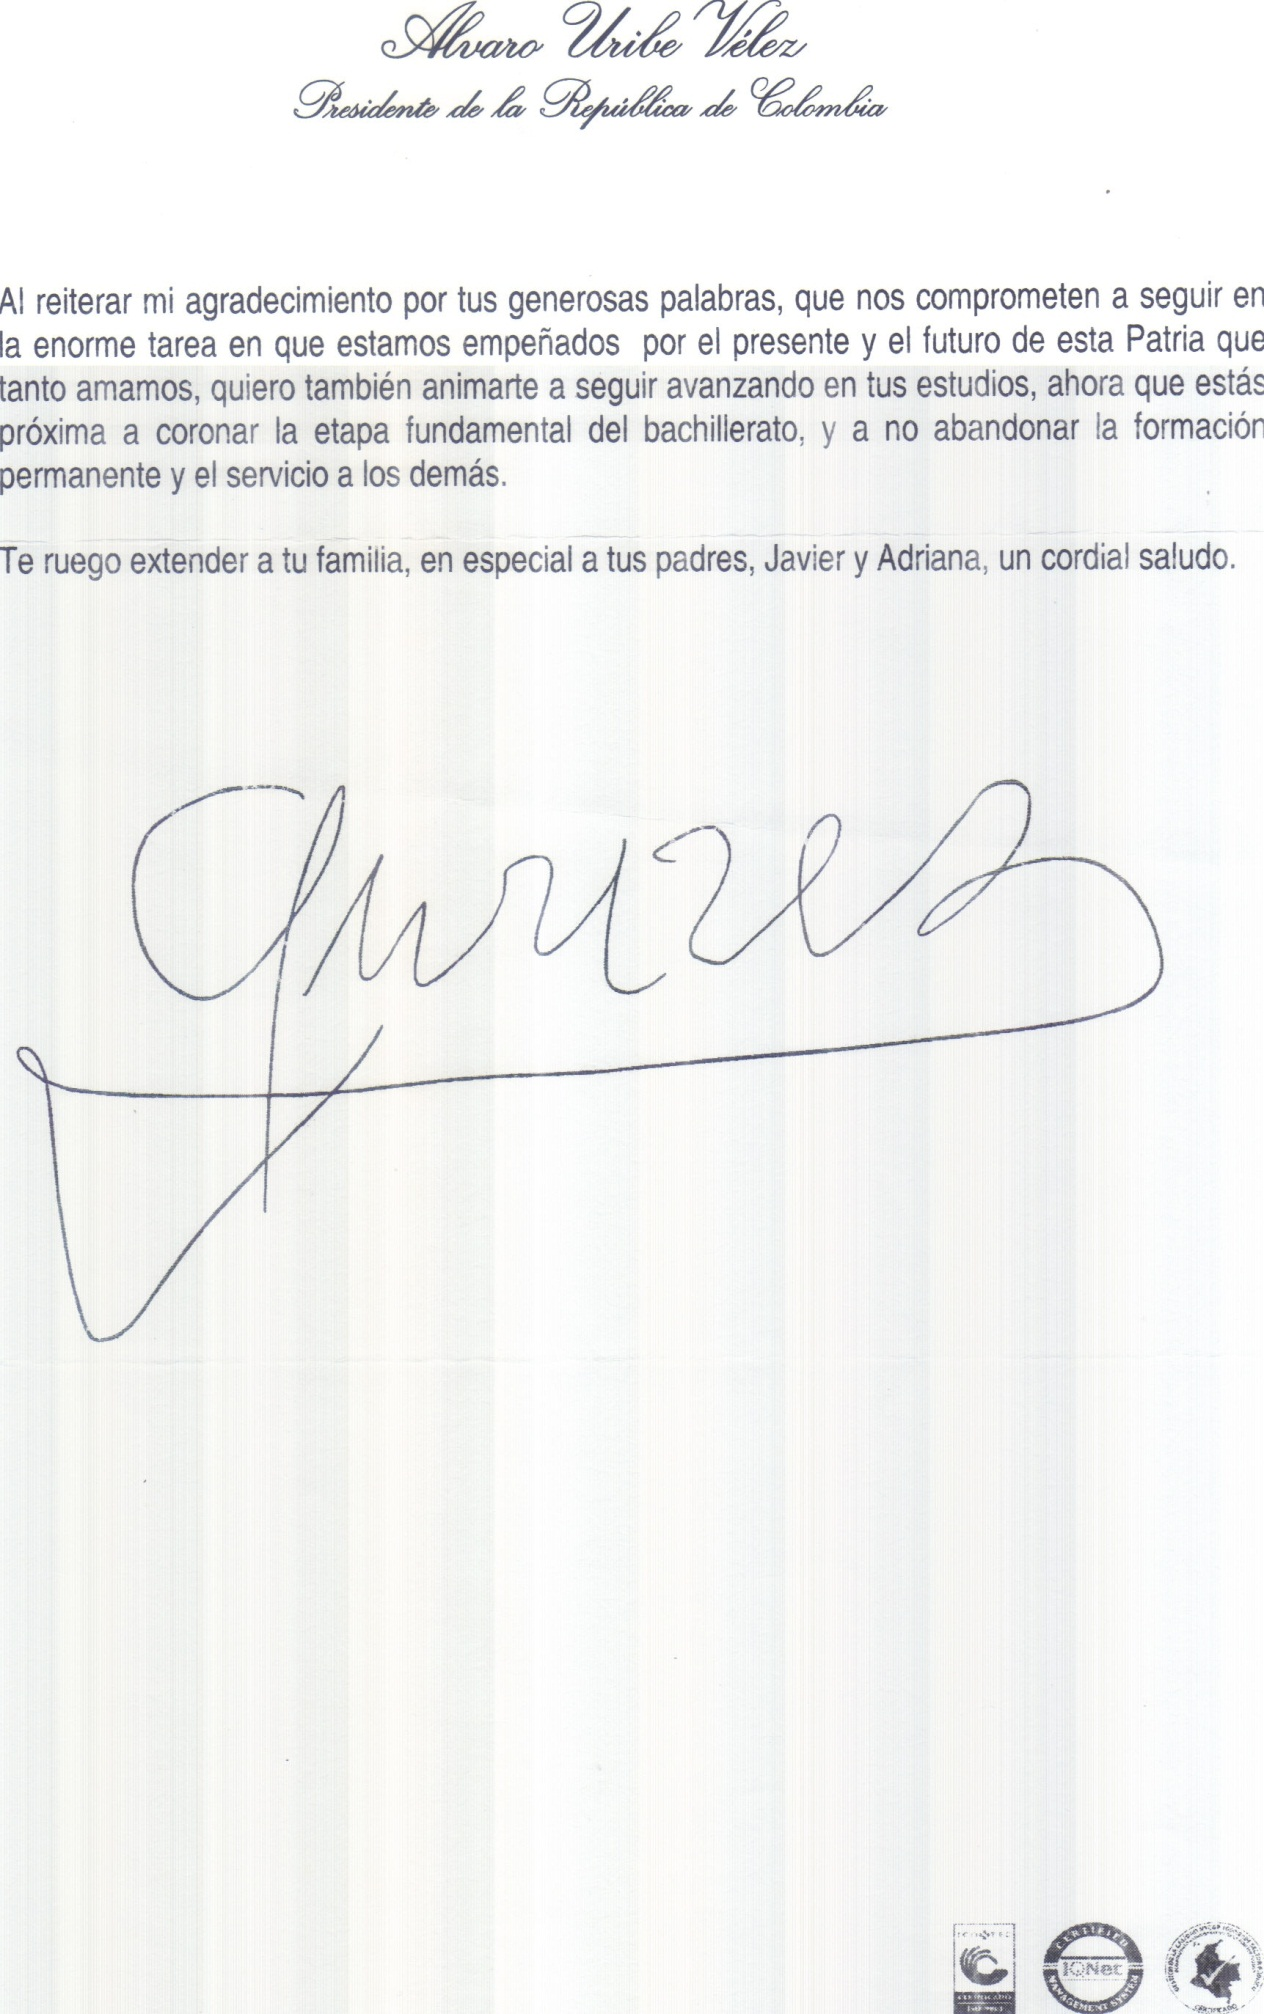 Alvaro Uribe Vélez
Presidente de la República de Colombia
Al reiterar mi agradecimiento por tus generosas palabras, que nos comprometen a seguir en
la enorme tarea en que estamos empeñados por el presente y el futuro de esta Patria que
tanto amamos, quiero también animarte a seguir avanzando en tus estudios, ahora que estás
próxima a coronar la etapa fundamental del bachillerato, y a no abandonar la formación
permanente y el servicio a los demás.
Te ruego extender a tu familia, en especial a tus padres, Javier y Adriana, un cordial saludo.
CERTIFIED
IQNet
MANAGEMENT SYSTEM